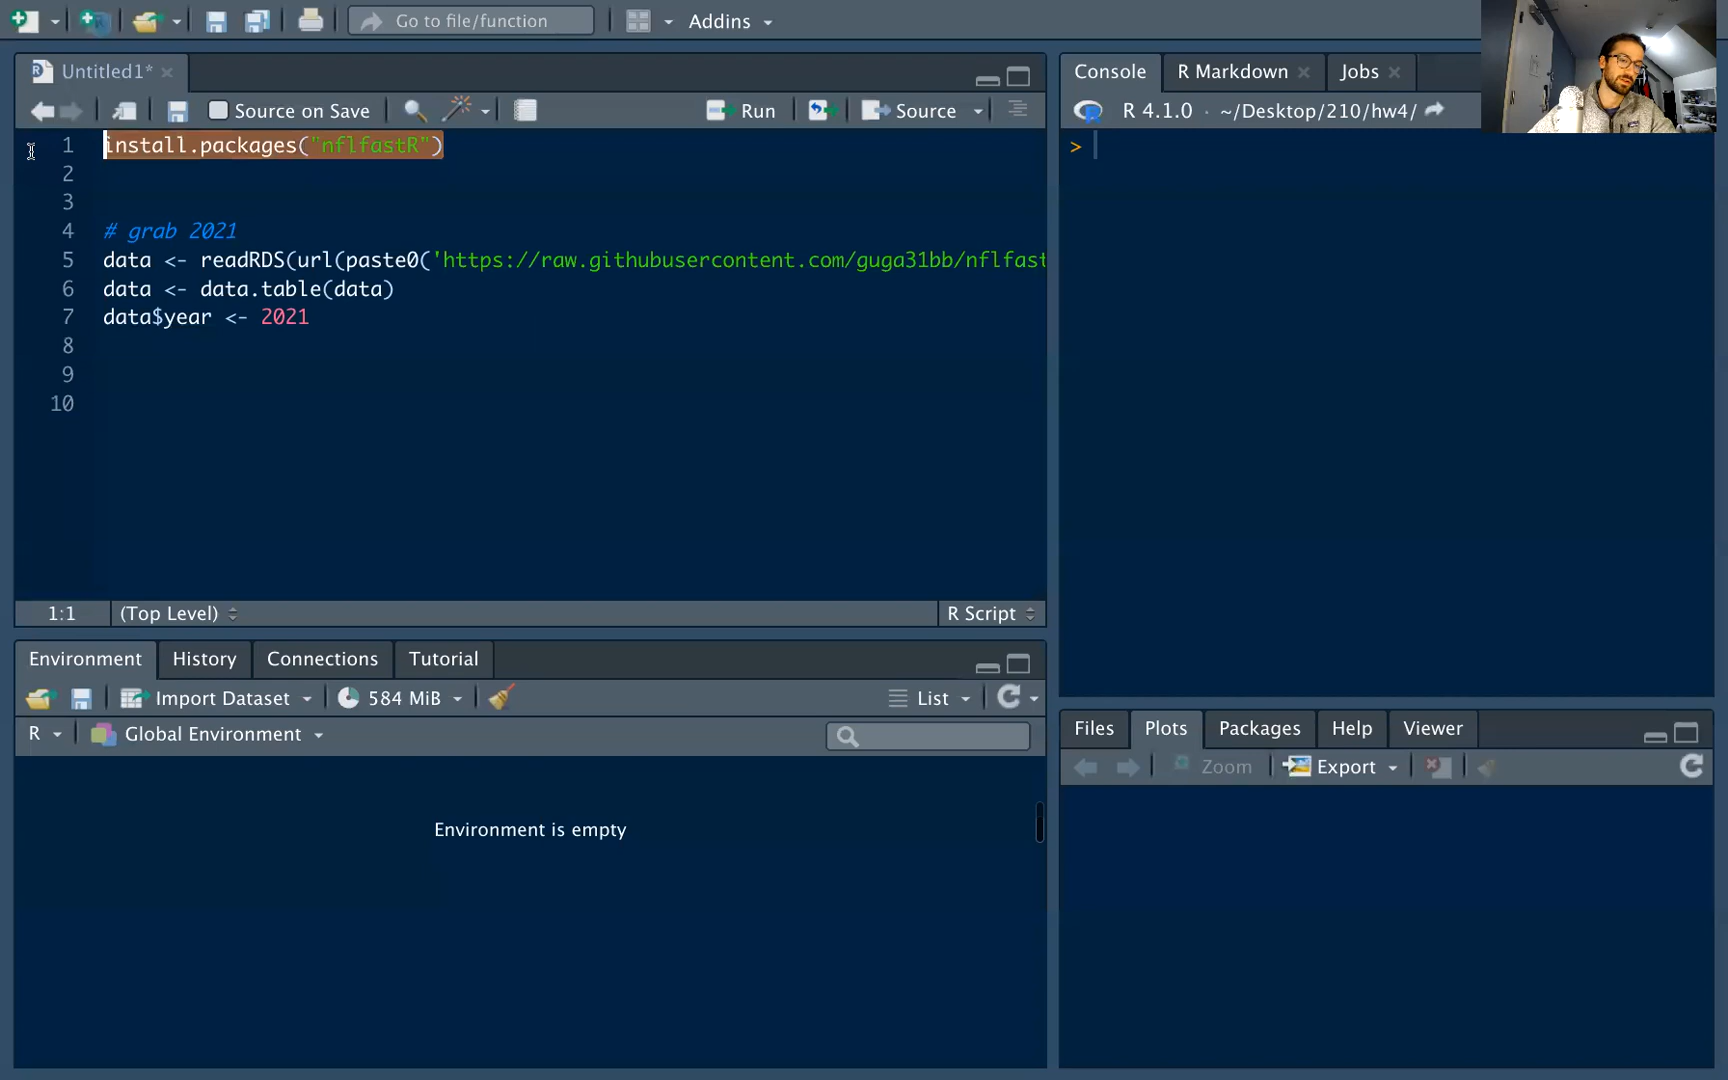 Go to file/function
Addins
Untitled1*
Source on Save
Run
Source
1 install.packages("nflfastR")
2
3
4 # grab 2021
5 data <- readRDS(url(paste0('https://raw.githubusercontent.com/guga31bb/nflfast
6 data <- data.table(data)
7 data$year <- 2021
8
9
10
1:1
(Top Level)
R Script
Environment
History
Connections
Tutorial
Import Dataset
584 MiB
List
R
Global Environment
Environment is empty
Console
R Markdown
Jobs
R 4.1.0 · ~/Desktop/210/hw4/
>
Files
Plots
Packages
Help
Viewer
Zoom
Export